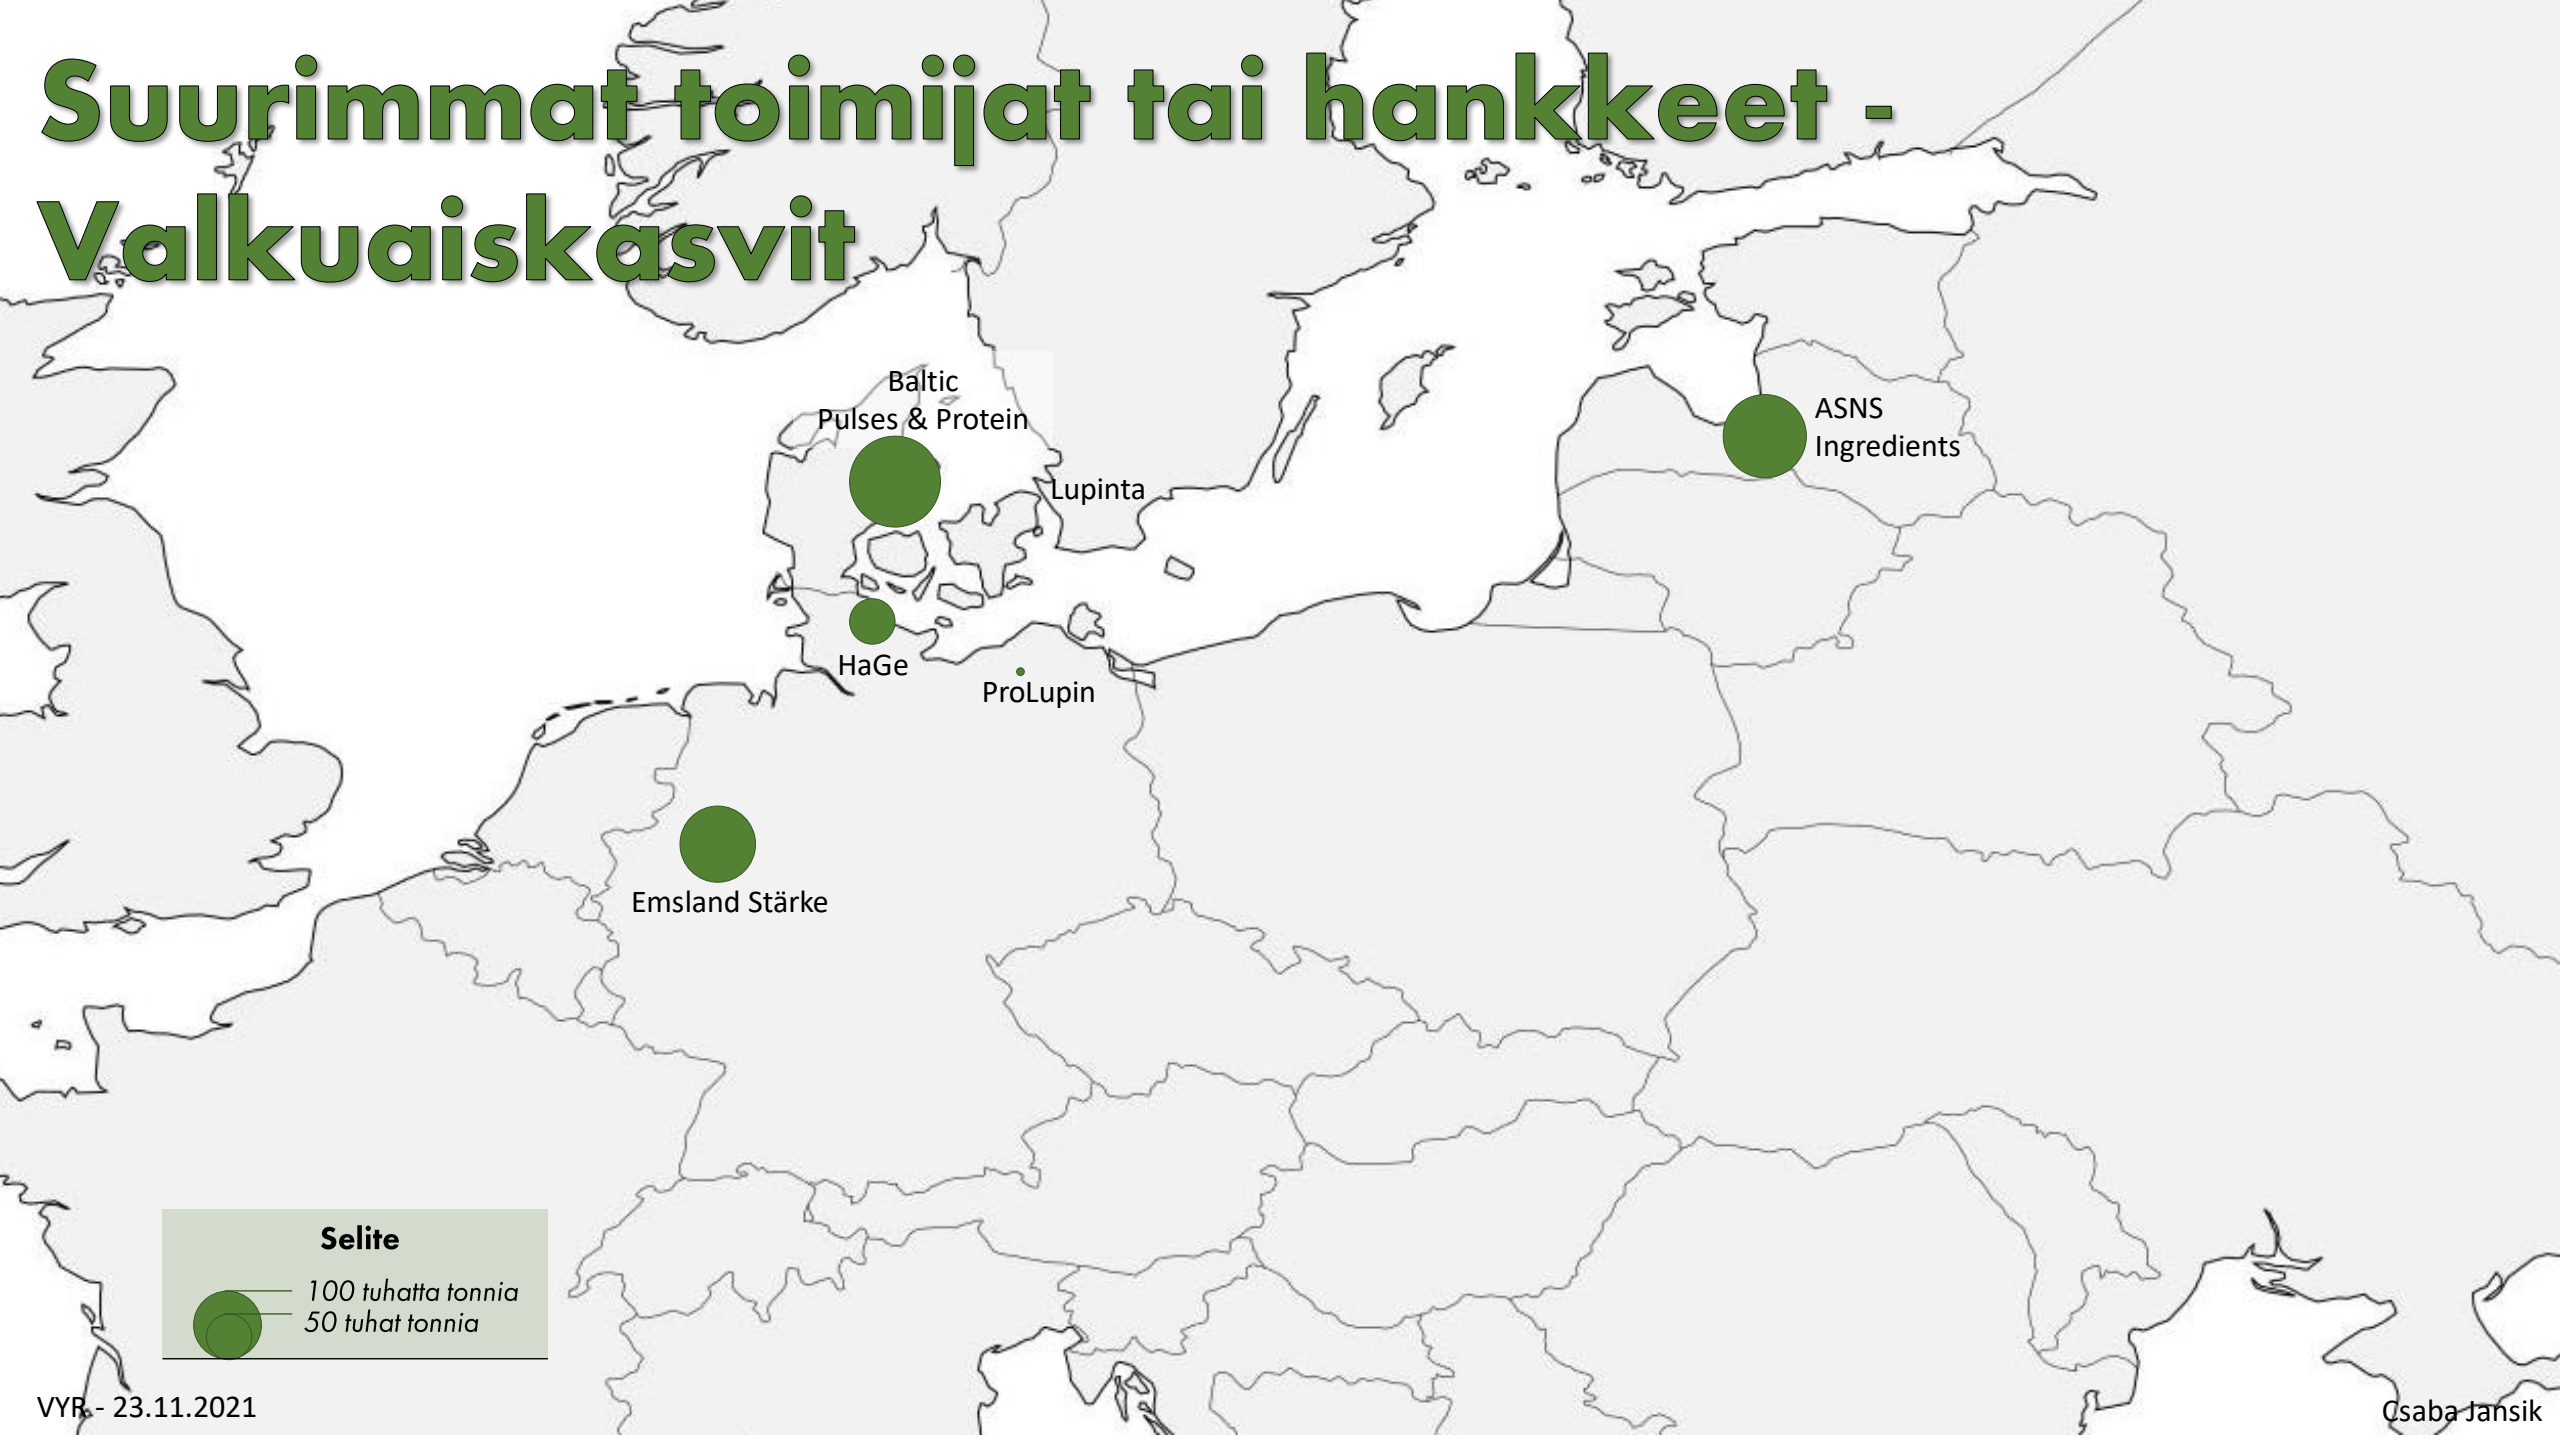 Suurimmat toimijat tai hankkeet -
Valkuaiskasvit
Baltic
Pulses & Protein
ASNS
Ingredients
Lupinta
HaGe
ProLupin
Emsland Stärke
Selite
100 tuhatta tonnia
50 tuhat tonnia
VYR - 23.11.2021
Csaba Jansik